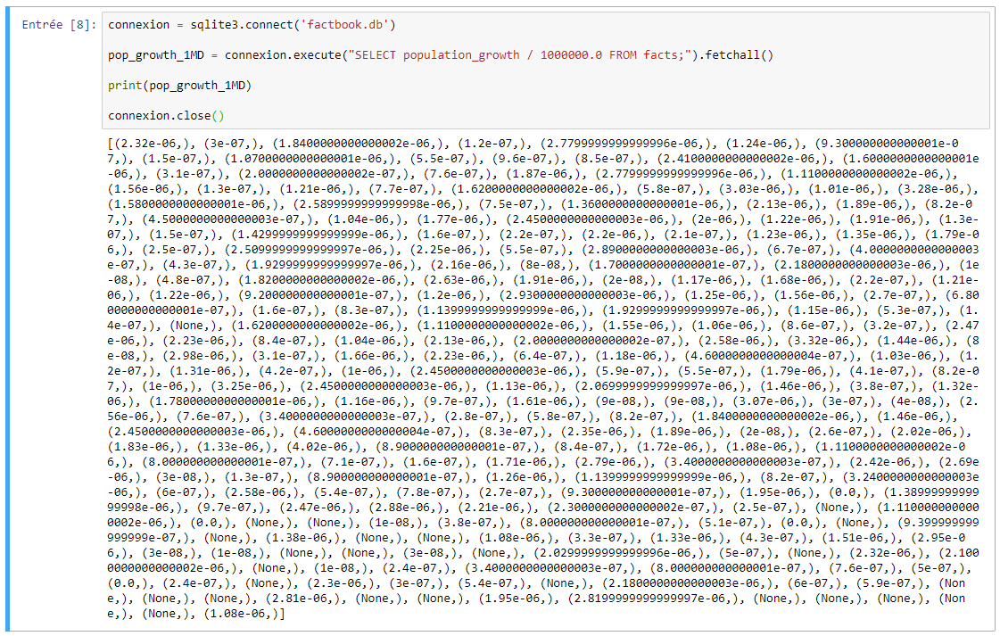 Entrée [8]: connexion = sqlite3.connect('factbook.db')
pop_growth_1MD = connexion.execute("SELECT population_growth / 1000000.0 FROM facts;").fetchall()
print(pop_growth_1MD)
connexion.close()
[(2.32e-06,), (3e-07,), (1.8400000000000002e-06,), (1.2e-07,), (2.7799999999999996e-06,), (1.24e-06,), (9.300000000000001e-0
7,), (1.5e-07,), (1.0700000000000001e-06,), (5.5e-07,), (9.6e-07,), (8.5e-07,), (2.4100000000000002e-06,), (1.6000000000000001e
-06,), (3.1e-07,), (2.0000000000000002e-07,), (7.6e-07,), (1.87e-06,), (2.7799999999999996e-06,), (1.1100000000000002e-06,),
(1.56e-06,), (1.3e-07,), (1.21e-06,), (7.7e-07,), (1.6200000000000002e-06,), (5.8e-07,), (3.03e-06,), (1.01e-06,), (3.28e-06,),
(1.5800000000000001e-06,), (2.5899999999999998e-06,), (7.5e-07,), (1.3600000000000001e-06,), (2.13e-06,), (1.89e-06,), (8.2e-0
7,), (4.5000000000000003e-07,), (1.04e-06,), (1.77e-06,), (2.4500000000000003e-06,), (2e-06,), (1.22e-06,), (1.91e-06,), (1.3e-
07,), (1.5e-07,), (1.4299999999999999e-06,), (1.6e-07,), (2.2e-07,), (2.2e-06,), (2.1e-07,), (1.23e-06,), (1.35e-06,), (1.79e-0
6,), (2.5e-07,), (2.5099999999999997e-06,), (2.25e-06,), (5.5e-07,), (2.8900000000000003e-06,), (6.7e-07,), (4.0000000000000003
e-07,), (4.3e-07,), (1.9299999999999997e-06,), (2.16e-06,), (8e-08,), (1.7000000000000001e-07,), (2.1800000000000003e-06,), (1e
-08,), (4.8e-07,), (1.8200000000000002e-06,), (2.63e-06,), (1.91e-06,), (2e-08,), (1.17e-06,), (1.68e-06,), (2.2e-07,), (1.21e-
06,), (1.22e-06,), (9.200000000000001e-07,), (1.2e-06,), (2.9300000000000003e-06,), (1.25e-06,), (1.56e-06,), (2.7e-07,), (6.80
0000000000001e-07,), (1.6e-07,), (8.3e-07,), (1.1399999999999999e-06,), (1.9299999999999997e-06,), (1.15e-06,), (5.3e-07,), (1.
4e-07,), (None,), (1.6200000000000002e-06,), (1.1100000000000002e-06,), (1.55e-06,), (1.06e-06,), (8.6e-07,), (3.2e-07,), (2.47
e-06,), (2.23e-06,), (8.4e-07,), (1.04e-06,), (2.13e-06,), (2.0000000000000002e-07,), (2.58e-06,), (3.32e-06,), (1.44e-06,), (8
e-08,), (2.98e-06,), (3.1e-07,), (1.66e-06,), (2.23e-06,), (6.4e-07,), (1.18e-06,), (4.6000000000000004e-07,), (1.03e-06,), (1.
2e-07,), (1.31e-06,), (4.2e-07,), (1e-06,), (2.4500000000000003e-06,), (5.9e-07,), (5.5e-07,), (1.79e-06,), (4.1e-07,), (8.2e-0
7,), (1e-06,), (3.25e-06,), (2.4500000000000003e-06,), (1.13e-06,), (2.0699999999999997e-06,), (1.46e-06,), (3.8e-07,), (1.32e-
06,), (1.7800000000000001e-06,), (1.16e-06,), (9.7e-07,), (1.61e-06,), (9e-08,), (9e-08,), (3.07e-06,), (3e-07,), (4e-08,), (2.
56e-06,), (7.6e-07,), (3.4000000000000003e-07,), (2.8e-07,), (5.8e-07,), (8.2e-07,), (1.8400000000000002e-06,), (1.46e-06,),
(2.4500000000000003e-06,), (4.6000000000000004e-07,), (8.3e-07,), (2.35e-06,), (1.89e-06,), (2e-08,), (2.6e-07,), (2.02e-06,),
(1.83e-06,), (1.33e-06,), (4.02e-06,), (8.900000000000001e-07,), (8.4e-07,), (1.72e-06,), (1.08e-06,), (1.1100000000000002e-0
6,), (8.000000000000001e-07,), (7.1e-07,), (1.6e-07,), (1.71e-06,), (2.79e-06,), (3.4000000000000003e-07,), (2.42e-06,), (2.69e
-06,), (3e-08,), (1.3e-07,), (8.900000000000001e-07,), (1.26e-06,), (1.1399999999999999e-06,), (8.2e-07,), (3.2400000000000003e
-06,), (6e-07,), (2.58e-06,), (5.4e-07,), (7.8e-07,), (2.7e-07,), (9.300000000000001e-07,), (1.95e-06,), (0.0,), (1.38999999999
99998e-06,), (9.7e-07,), (2.47e-06,), (2.88e-06,), (2.21e-06,), (2.3000000000000002e-07,), (2.5e-07,), (None,), (1.110000000000
0002e-06,), (0.0,), (None,), (None,), (1e-08,), (3.8e-07,), (8.000000000000001e-07,), (5.1e-07,), (0.0,), (None,), (9.399999999
999999e-07,), (None,), (1.38e-06,), (None,), (None,), (1.08e-06,), (3.3e-07,), (1.33e-06,), (4.3e-07,), (1.51e-06,), (2.95e-0
6,), (3e-08,), (1e-08,), (None,), (None,), (3e-08,), (None,), (2.0299999999999996e-06,), (5e-07,), (None,), (2.32e-06,), (2.100
0000000000002e-06,), (None,), (1e-08,), (2.4e-07,), (3.4000000000000003e-07,), (8.000000000000001e-07,), (7.6e-07,), (5e-07,),
(0.0,), (2.4e-07,), (None,), (2.3e-06,), (3e-07,), (5.4e-07,), (None,), (2.1800000000000003e-06,), (6e-07,), (5.9e-07,), (Non
e,), (None,), (None,), (2.81e-06,), (None,), (None,), (1.95e-06,), (2.8199999999999997e-06,), (None,), (None,), (None,), (Non
e,), (None,), (1.08e-06,)]